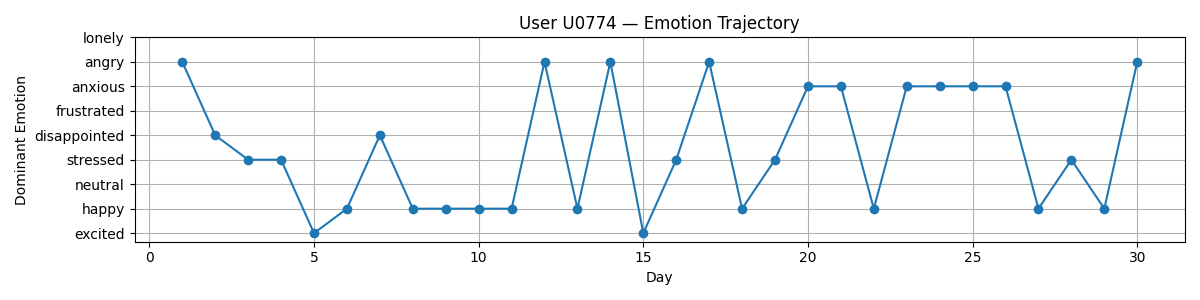 User U0774 — Emotion Trajectory
Dominant Emotion
lonely
angry
anxious
frustrated
disappointed
stressed
neutral
happy
excited
0 5 10 15 20 25 30
Day